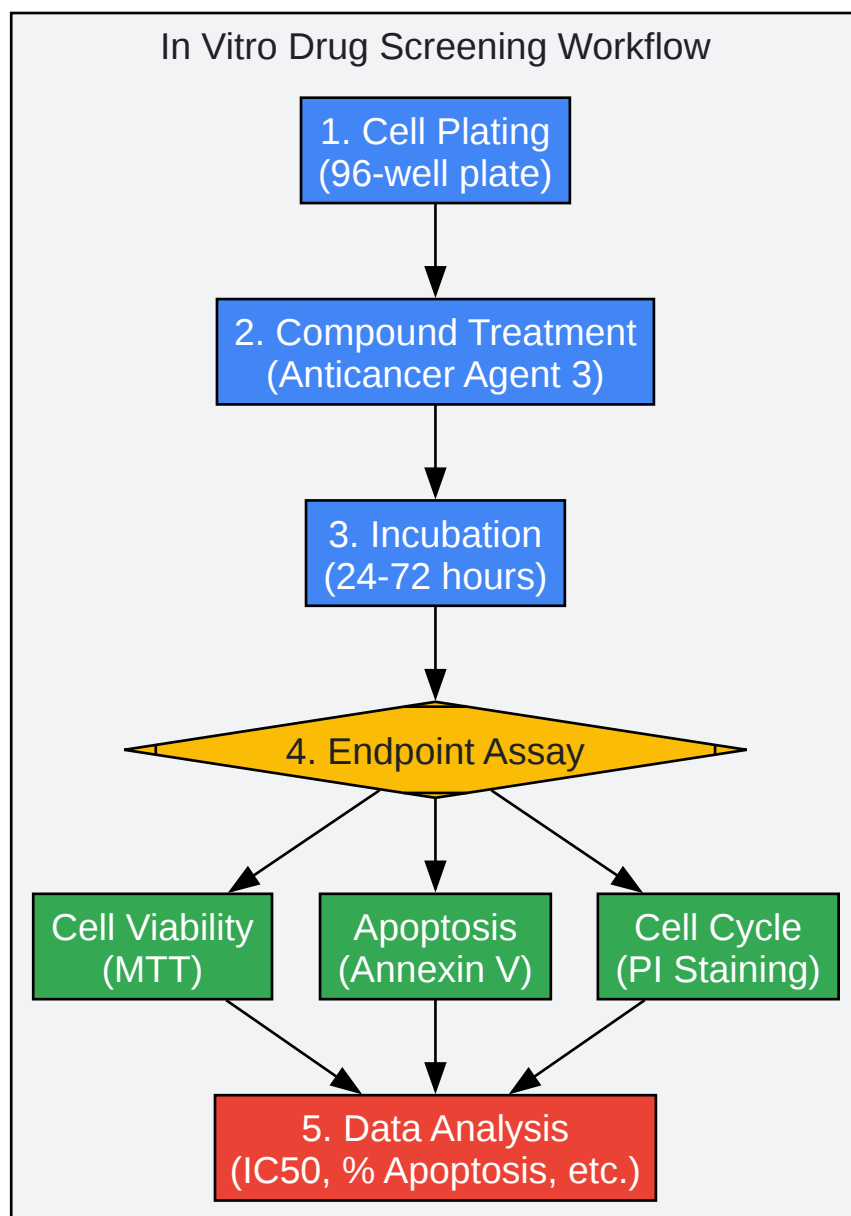 In Vitro Drug Screening Workflow
1. Cell Plating
(96-well plate)
2. Compound Treatment
(Anticancer Agent 3)
3. Incubation
(24-72 hours)
4. Endpoint Assay
Cell Viability
(MTT)
Apoptosis
(Annexin V)
Cell Cycle
(PI Staining)
5. Data Analysis
(IC50, % Apoptosis, etc.)